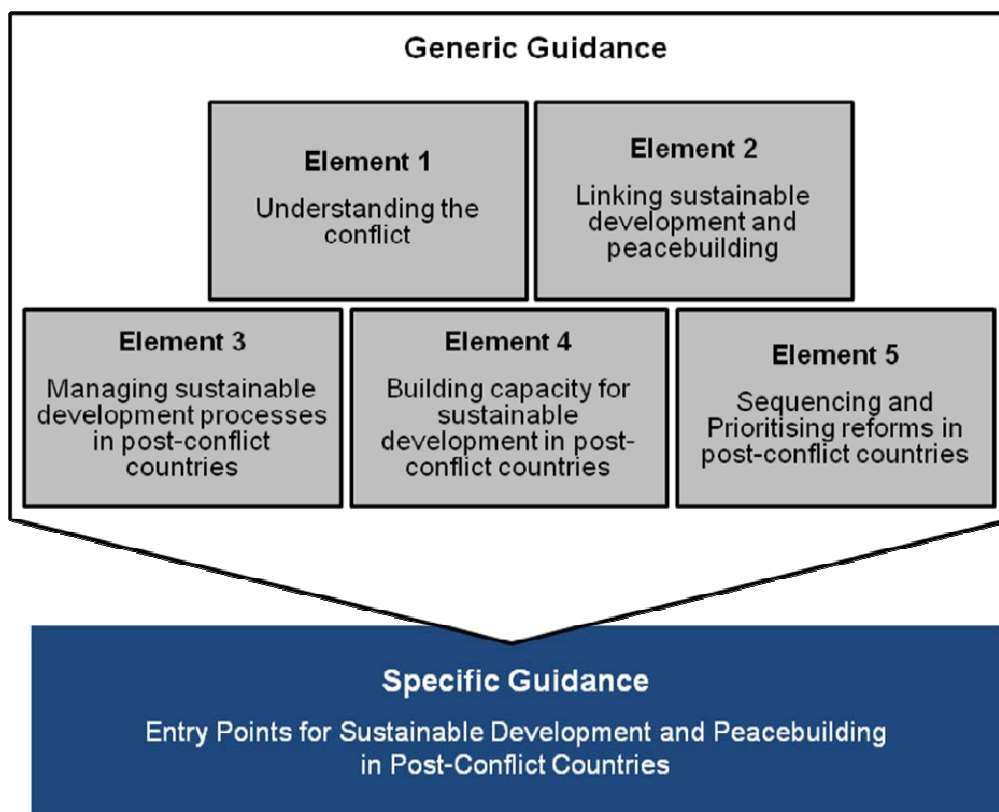 Generic Guidance
Element 1
Understanding the
conflict
Element 2
Linking sustainable
development and
peacebuilding
Element 3
Managing sustainable
development processes
in post-conflict
countries
Element 4
Building capacity for
sustainable
development in post-
conflict countries
Element 5
Sequencing and
Prioritising reforms in
post-conflict countries
Specific Guidance
Entry Points for Sustainable Development and Peacebuilding
in Post-Conflict Countries